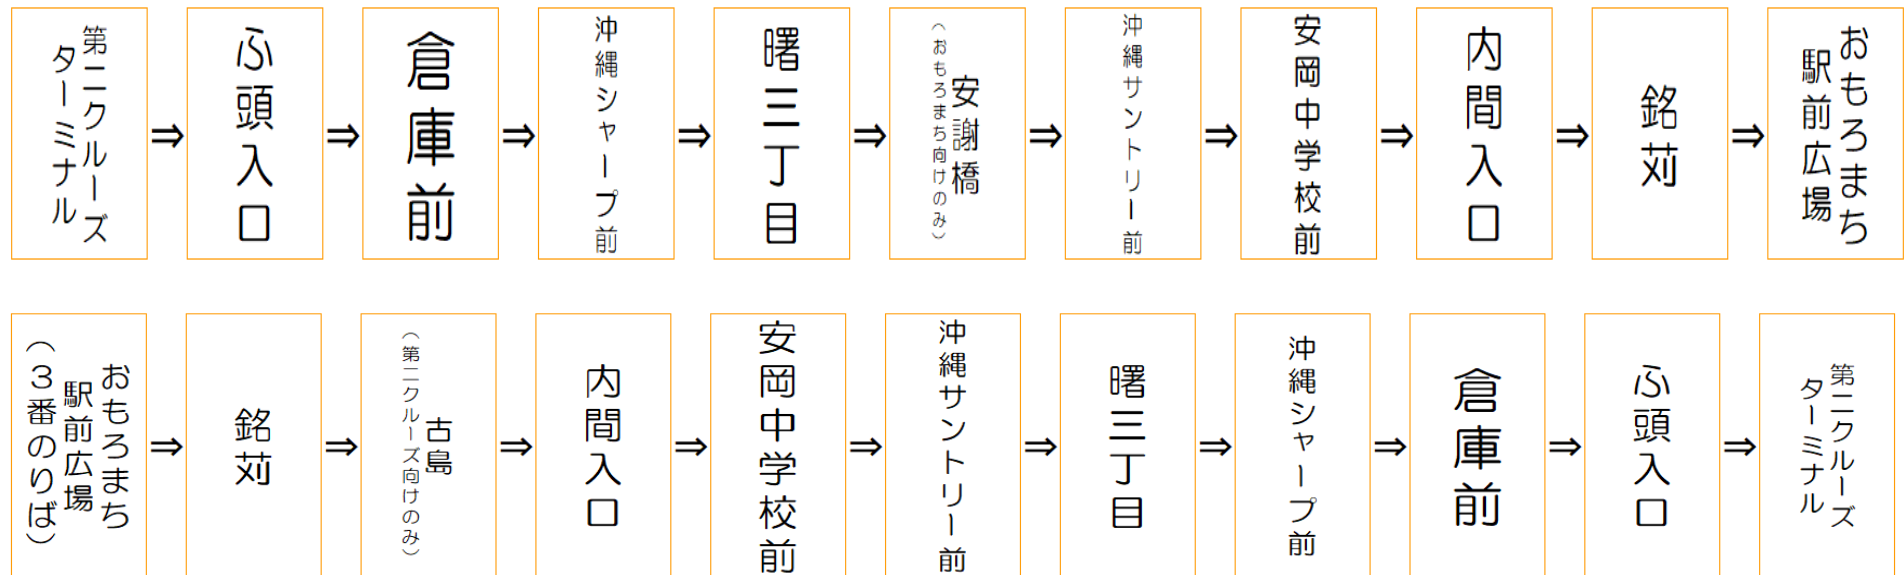 第二クルーズ
ターミナル
⇒
ふ頭入口
⇒
倉庫前
⇒
沖縄シャープ前
⇒
曙三丁目
⇒
安謝橋
（おもろまち向けのみ）
⇒
沖縄サントリー前
⇒
安岡中学校前
⇒
内間入口
⇒
銘苅
⇒
おもろまち
駅前広場
おもろまち
駅前広場
（３番のりば）
⇒
銘苅
⇒
古島
（第二クルーズ向けのみ）
⇒
内間入口
⇒
安岡中学校前
⇒
沖縄サントリー前
⇒
曙三丁目
⇒
沖縄シャープ前
⇒
倉庫前
⇒
ふ頭入口
⇒
第二クルーズ
ターミナル